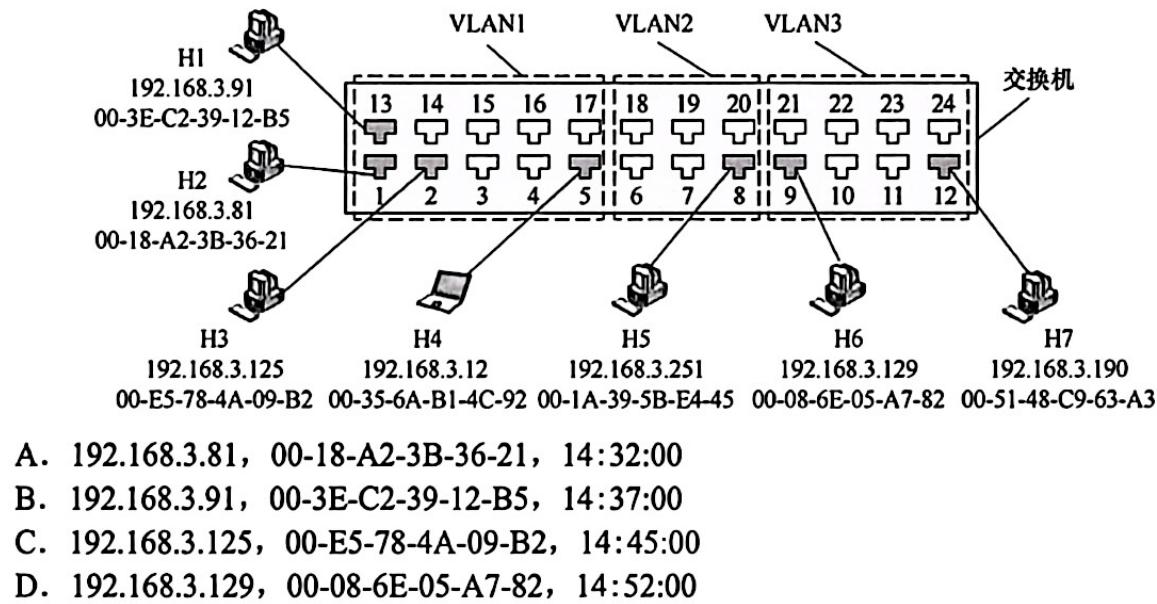 VLAN1 VLAN2 VLAN3
H1
192.168.3.91
00-3E-C2-39-12-B5
交换机
13 14 15 16 17 18 19 20 21 22 23 24
H2
192.168.3.81
00-18-A2-3B-36-21
1 2 3 4 5 6 7 8 9 10 11 12
H3 H4 H5 H6 H7
192.168.3.125 192.168.3.12 192.168.3.251 192.168.3.129 192.168.3.190
00-E5-78-4A-09-B2 00-35-6A-B1-4C-92 00-1A-39-5B-E4-45 00-08-6E-05-A7-82 00-51-48-C9-63-A3
A. 192.168.3.81, 00-18-A2-3B-36-21, 14:32:00
B. 192.168.3.91, 00-3E-C2-39-12-B5, 14:37:00
C. 192.168.3.125, 00-E5-78-4A-09-B2, 14:45:00
D. 192.168.3.129, 00-08-6E-05-A7-82, 14:52:00